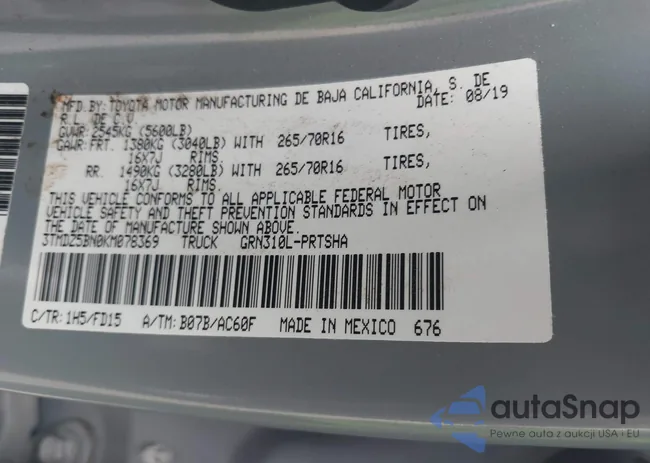 MFD.BY: TOYOTA MOTOR MANUFACTURING DE BAJA CALIFORNIA, S. DE
R.L. DE C.V. DATE: 08/19
GVWR: 2545KG (5600LB)
GAWR: FRT. 1380KG (3040LB) WITH 265/70R16 TIRES,
16X7J RIMS.
RR. 1490KG (3280LB) WITH 265/70R16 TIRES,
16X7J RIMS.
THIS VEHICLE CONFORMS TO ALL APPLICABLE FEDERAL MOTOR
VEHICLE SAFETY AND THEFT PREVENTION STANDARDS IN EFFECT ON
THE DATE OF MANUFACTURE SHOWN ABOVE.
3TMDZ5BN0KM078369 TRUCK GRN310L-PRTSHA
C/TR: 1H5/FD15 A/TM: B07B/AC60F MADE IN MEXICO 676
autaSnap
Pewne auta z aukcji USA i EU